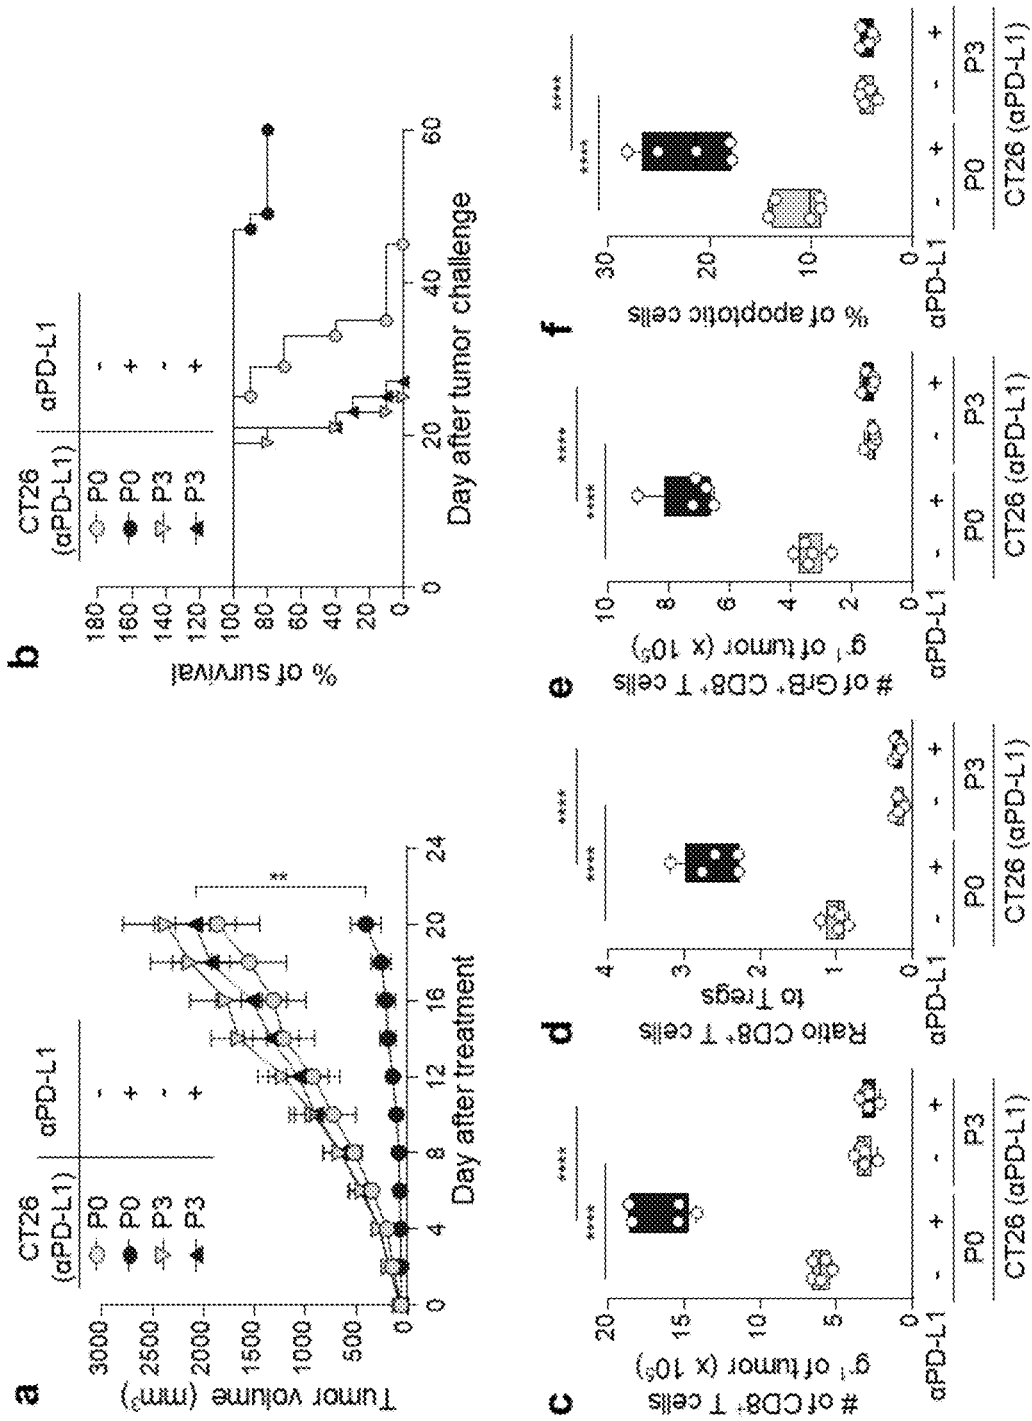 a
CT26
(αPD-L1)
αPD-L1
P0
-
P0
+
P3
-
P3
+
Tumor volume (mm³)
3000
2500
2000
1500
1000
500
0
**
0
4
8
12
16
20
24
Day after treatment
b
CT26
(αPD-L1)
αPD-L1
P0
-
P0
+
P3
-
P3
+
% of survival
180
160
140
120
100
80
60
40
20
0
0
20
40
60
Day after tumor challenge
c
# of CD8⁺ T cells
g⁻¹ of tumor (x 10⁵)
20
15
10
5
0
****
****
αPD-L1
-
+
-
+
P0
P3
CT26 (αPD-L1)
d
Ratio CD8⁺ T cells
to Tregs
4
3
2
1
0
****
****
αPD-L1
-
+
-
+
P0
P3
CT26 (αPD-L1)
e
# of GrB⁺ CD8⁺ T cells
g⁻¹ of tumor (x 10⁵)
10
8
6
4
2
0
****
****
αPD-L1
-
+
-
+
P0
P3
CT26 (αPD-L1)
f
% of apoptotic cells
30
20
10
0
****
****
αPD-L1
-
+
-
+
P0
P3
CT26 (αPD-L1)